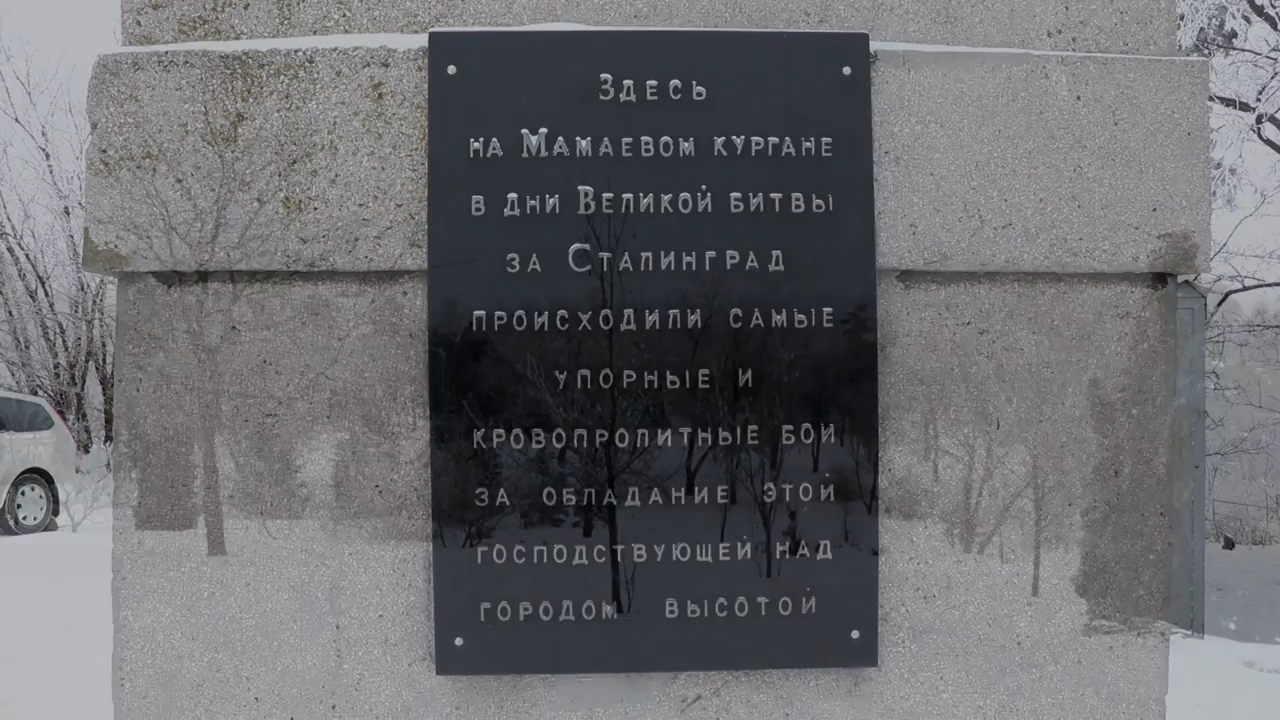 Здесь
на Мамаевом кургане
в дни Великой битвы
за Сталинград
происходили самые
упорные и
кровопролитные бои
за обладание этой
господствующей над
городом высотой